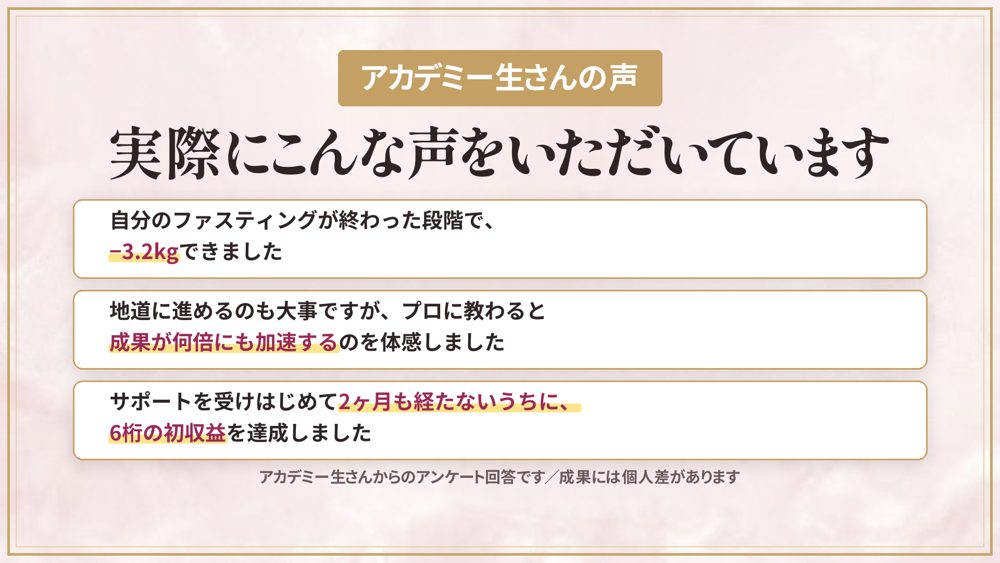 アカデミー生さんの声
実際にこんな声をいただいています
自分のファスティングが終わった段階で、
−3.2kgできました
地道に進めるのも大事ですが、プロに教わると
成果が何倍にも加速するのを体感しました
サポートを受けはじめて2ヶ月も経たないうちに、
6桁の初収益を達成しました
アカデミー生さんからのアンケート回答です／成果には個人差があります